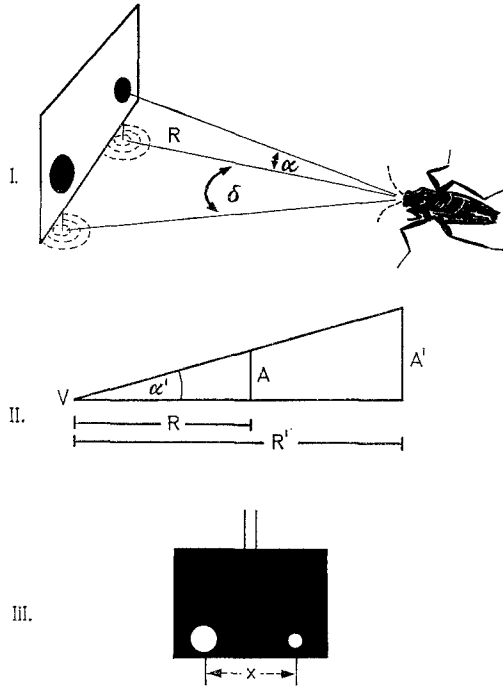 I.
R
α
δ
II.
V
α'
A
A'
R
R'
III.
x